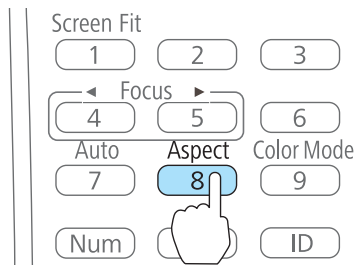 Screen Fit
1 2 3
◄ Focus ►
4 5 6
Auto Aspect Color Mode
7 8 9
Num ID